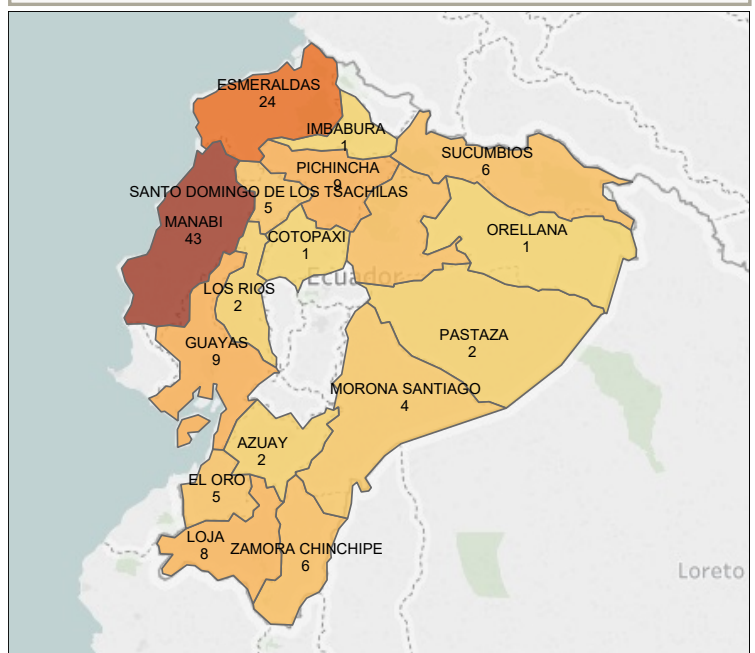 ESMERALDAS
24
IMBABURA
1
SUCUMBIOS
6
PICHINCHA
9
SANTO DOMINGO DE LOS TSACHILAS
5
MANABI
43
COTOPAXI
1
ORELLANA
1
Ecuador
LOS RIOS
2
PASTAZA
2
GUAYAS
9
MORONA SANTIAGO
4
AZUAY
2
EL ORO
5
LOJA
8
ZAMORA CHINCHIPE
6
Loreto